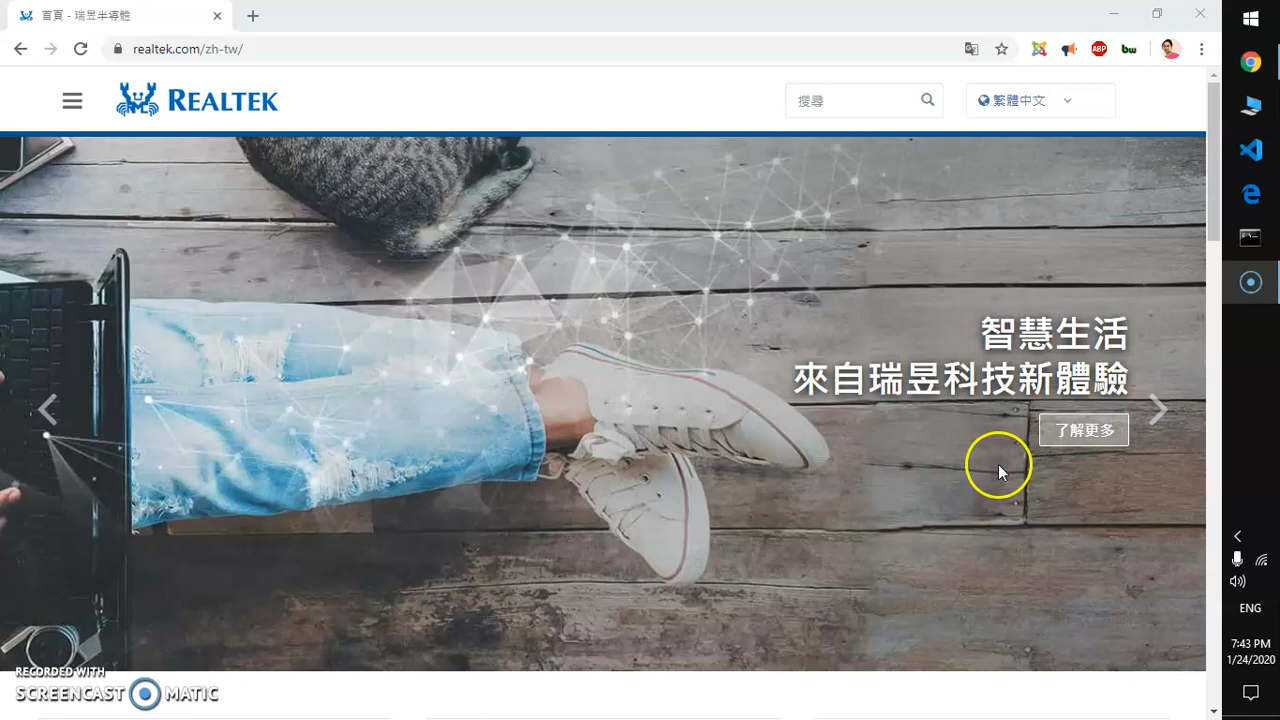 首頁 - 瑞昱半導體
realtek.com/zh-tw/
ABP
bw
REALTEK
搜尋
繁體中文
智慧生活
來自瑞昱科技新體驗
了解更多
ENG
7:43 PM
1/24/2020
RECORDED WITH
SCREENCAST MATIC